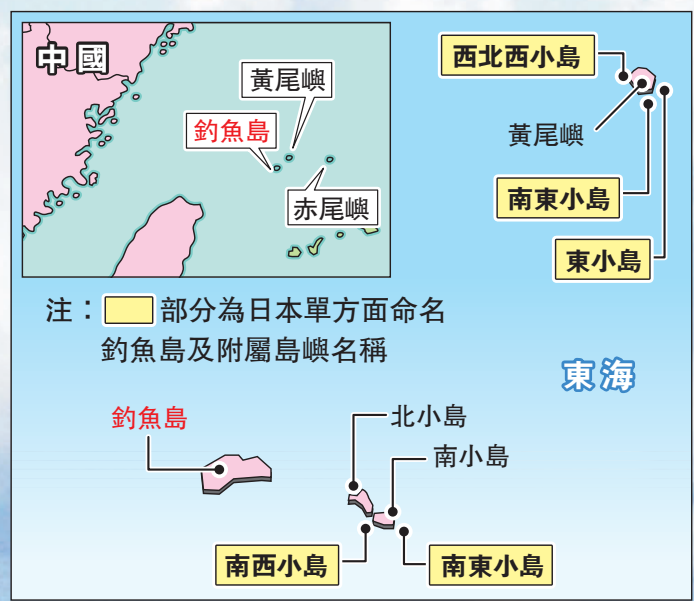 中國
黃尾嶼
釣魚島
赤尾嶼
西北西小島
黃尾嶼
南東小島
東小島
注：部分為日本單方面命名
釣魚島及附屬島嶼名稱
東海
釣魚島
北小島
南小島
南西小島
南東小島